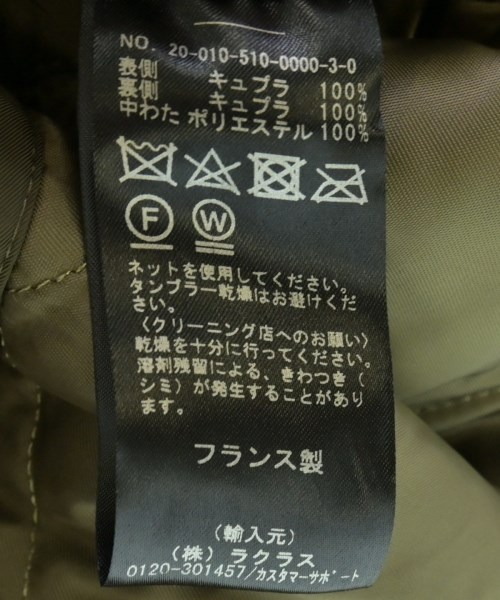 NO. 20-010-510-0000-3-0
表側 キュプラ 100%
裏側 キュプラ 100%
中わた ポリエステル 100%
F W
ネットを使用してください。
タンブラー乾燥はお避けくだ
さい。
〈クリーニング店へのお願い〉
乾燥を十分に行ってください。
溶剤残留による、きわつき(
シミ)が発生することがあり
ます。
フランス製
(輸入元)
(株) ラクラス
0120-301457/カスタマーサポート